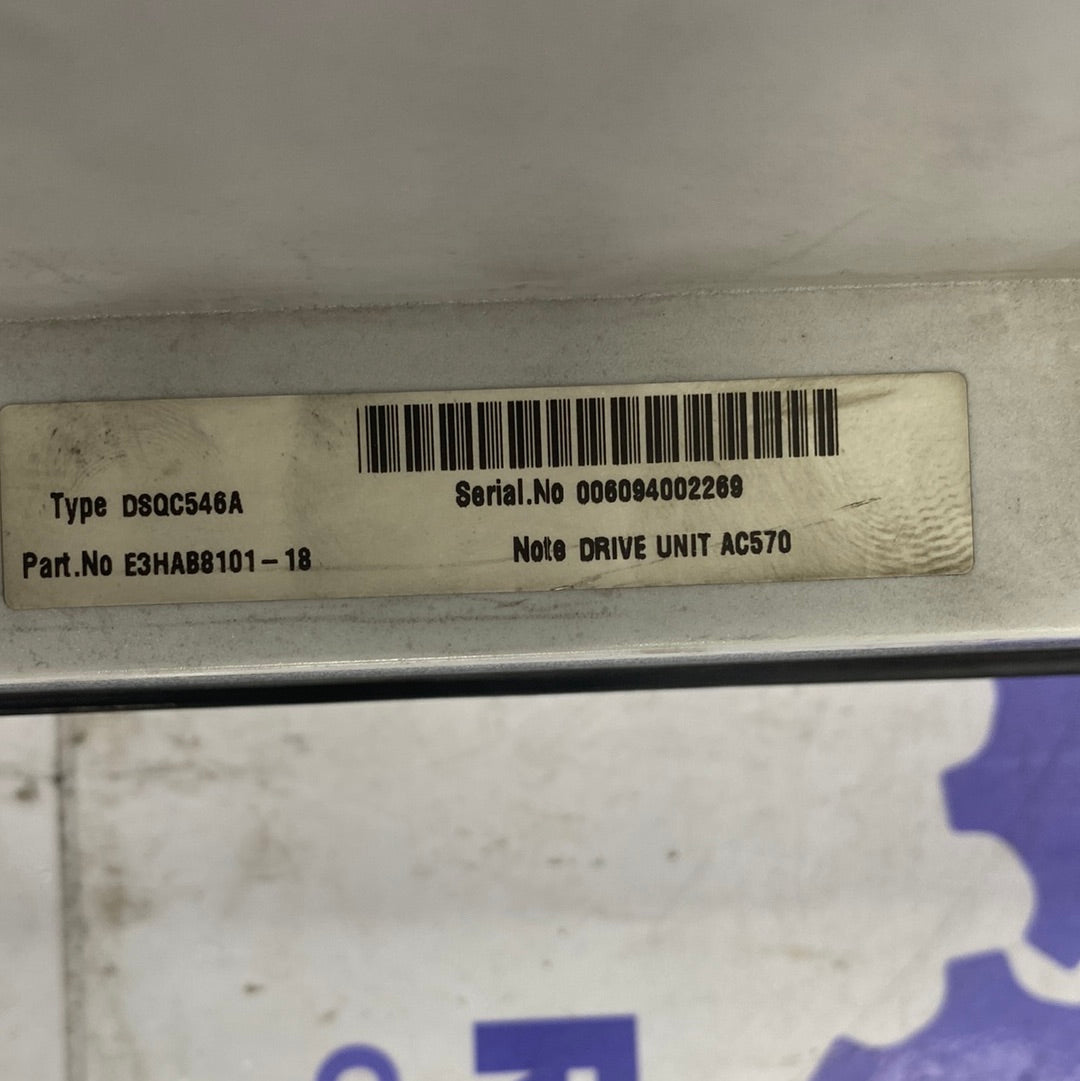 Type DSQC546A
Serial.No 006094002269
Part.No E3HAB8101-18
Note DRIVE UNIT AC570